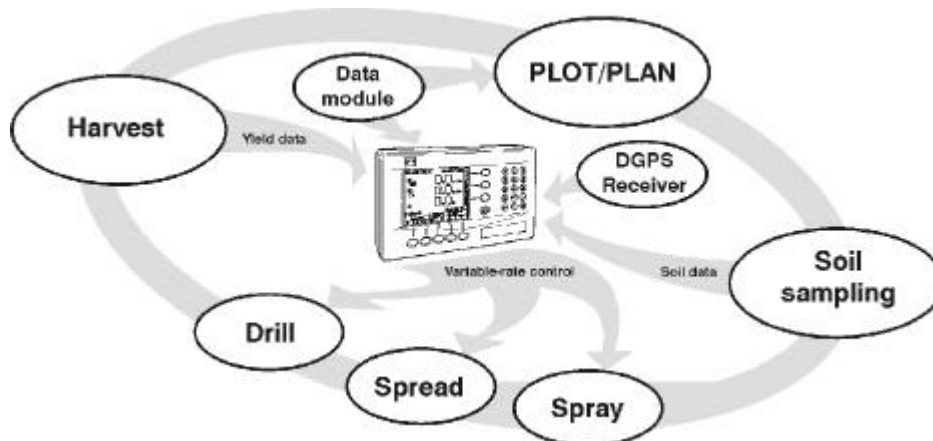 PLOT/PLAN
Data
module
Harvest
Yield data
DGPS
Receiver
Variable-rate control
Soil data
Soil
sampling
Drill
Spread
Spray